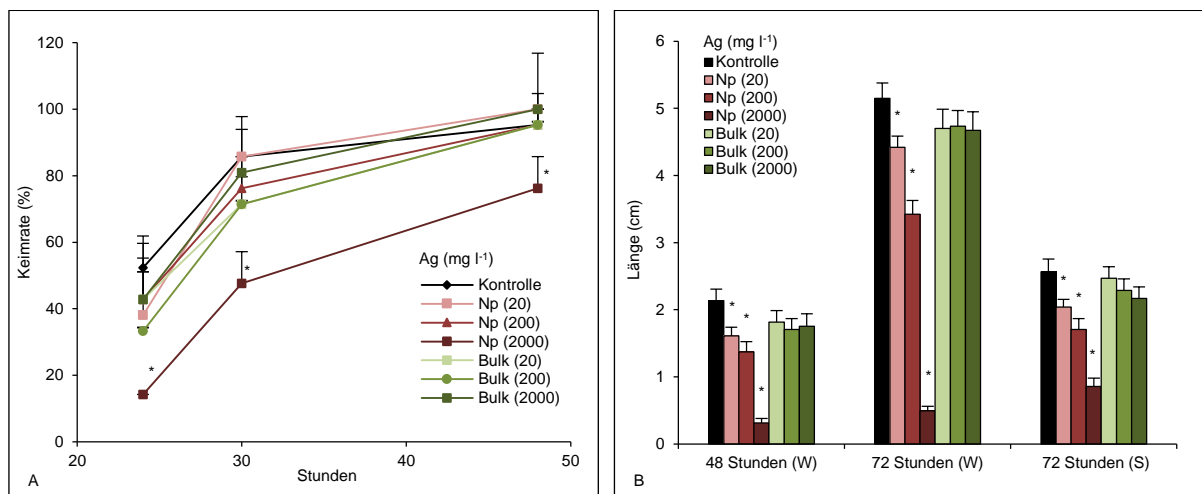 120
100
80
60
40
20
0
Keimrate (%)
20
30
40
50
Stunden
A
*
*
*
Ag (mg l⁻¹)
Kontrolle
Np (20)
Np (200)
Np (2000)
Bulk (20)
Bulk (200)
Bulk (2000)
6
5
4
3
2
1
0
Länge (cm)
Ag (mg l⁻¹)
Kontrolle
Np (20)
Np (200)
Np (2000)
Bulk (20)
Bulk (200)
Bulk (2000)
*
*
*
*
*
*
*
*
*
48 Stunden (W)
72 Stunden (W)
72 Stunden (S)
B